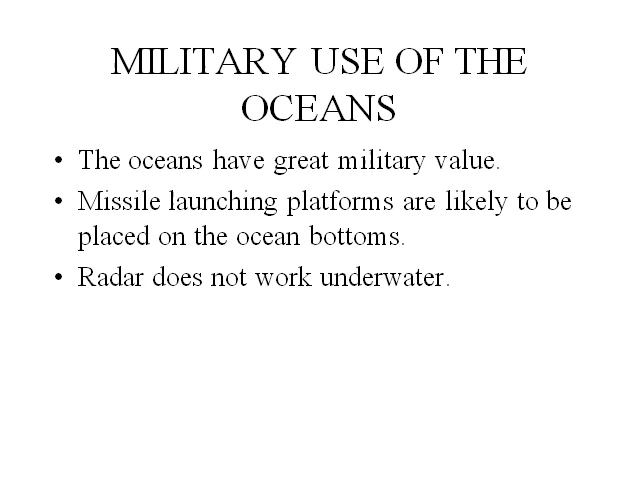 MILITARY USE OF THE
OCEANS
• The oceans have great military value.
• Missile launching platforms are likely to be
placed on the ocean bottoms.
• Radar does not work underwater.